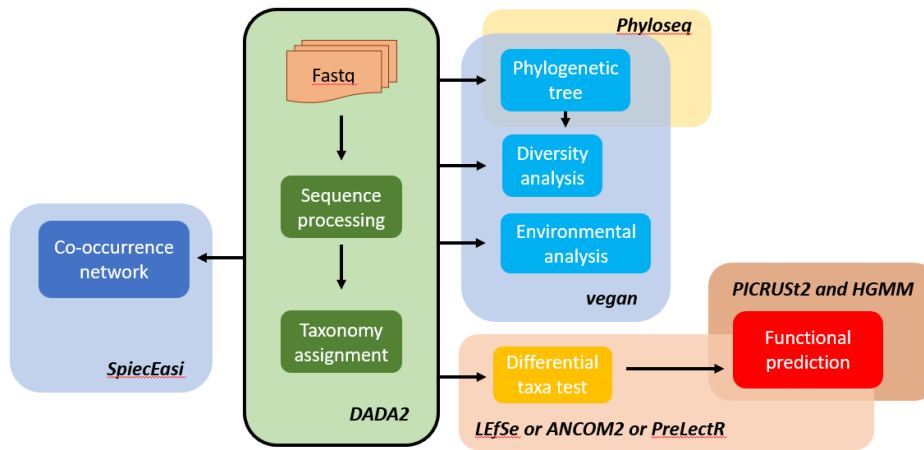 Phyloseq
Fastq
Phylogenetic
tree
Diversity
analysis
Sequence
processing
Environmental
analysis
Co-occurrence
network
vegan
PICRUSt2 and HGMM
Taxonomy
assignment
Functional
prediction
Differential
taxa test
SpiecEasi
DADA2
LEfSe or ANCOM2 or PreLectR